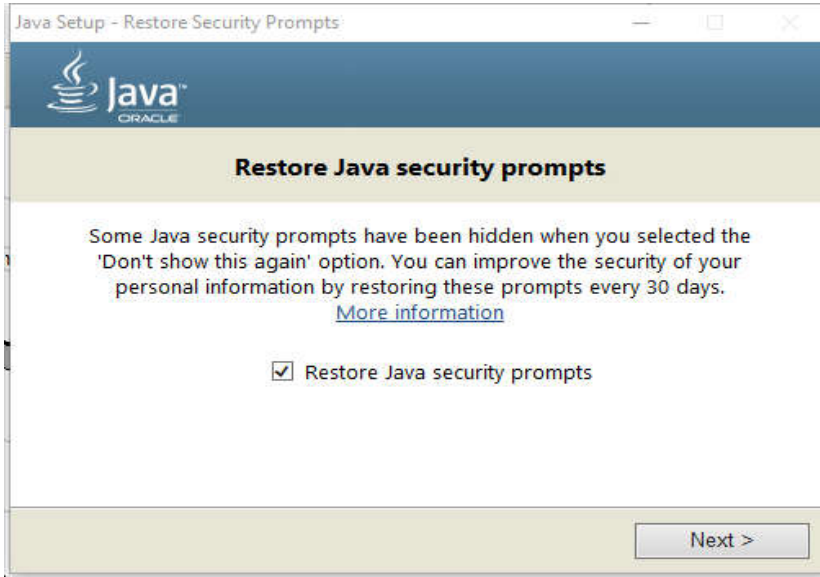 Java Setup - Restore Security Prompts
Java™
ORACLE
Restore Java security prompts
Some Java security prompts have been hidden when you selected the
'Don't show this again' option. You can improve the security of your
personal information by restoring these prompts every 30 days.
More information
Restore Java security prompts
Next >